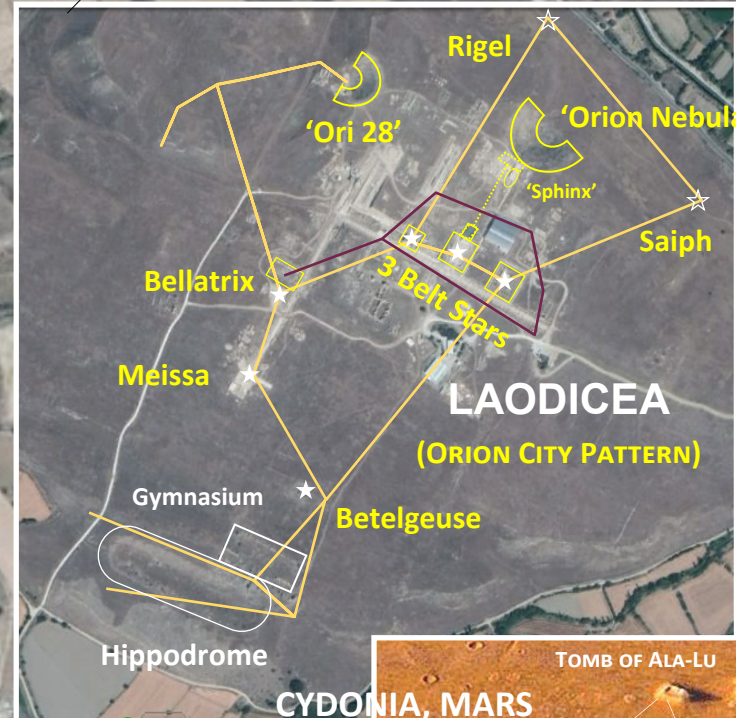 Rigel
'Orion Nebula
'Ori 28'
'Sphinx'
Saiph
Bellatrix
3 Belt Stars
Meissa
LAODICEA
(ORION CITY PATTERN)
Gymnasium
Betelgeuse
Hippodrome
TOMB OF ALA-LU
CYDONIA, MARS